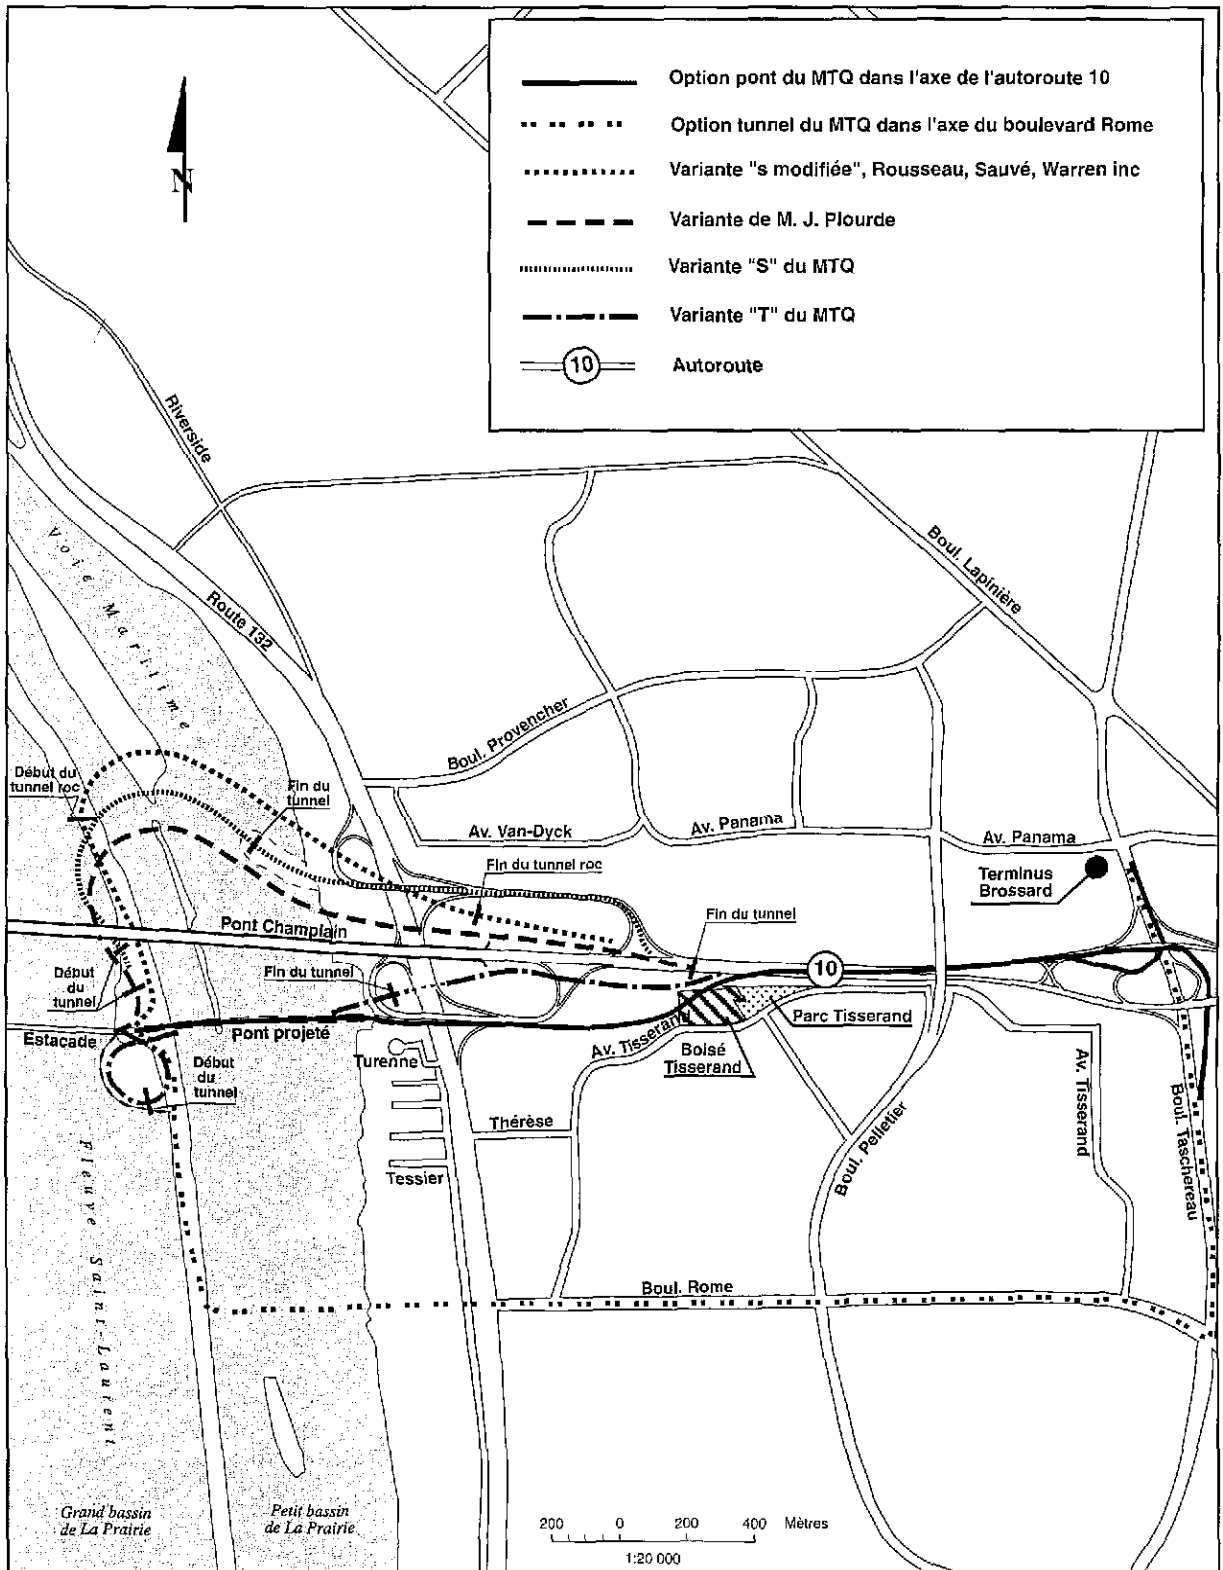 Option pont du MTQ dans l'axe de l'autoroute 10
Option tunnel du MTQ dans l'axe du boulevard Rome
Variante "s modifiée", Rousseau, Sauvé, Warren inc
Variante de M. J. Plourde
Variante "S" du MTQ
Variante "T" du MTQ
10
Autoroute
N
Riverside
Voie Maritime
Route 132
Boul. Lapinière
Boul. Provencher
Début du
tunnel roc
Fin du
tunnel
Av. Van-Dyck
Av. Panama
Av. Panama
Fin du tunnel roc
Terminus
Brossard
Pont Champlain
Fin du tunnel
Début
du
tunnel
Fin du tunnel
10
Estacade
Pont projeté
Av. Tisserand
Parc Tisserand
Boisé
Tisserand
Turenne
Début
du
tunnel
Thérèse
Tessier
Boul. Pelletier
Av. Tisserand
Boul. Taschereau
Fleuve Saint-Laurent
Boul. Rome
Grand bassin
de La Prairie
Petit bassin
de La Prairie
200 0 200 400 Mètres
1:20 000